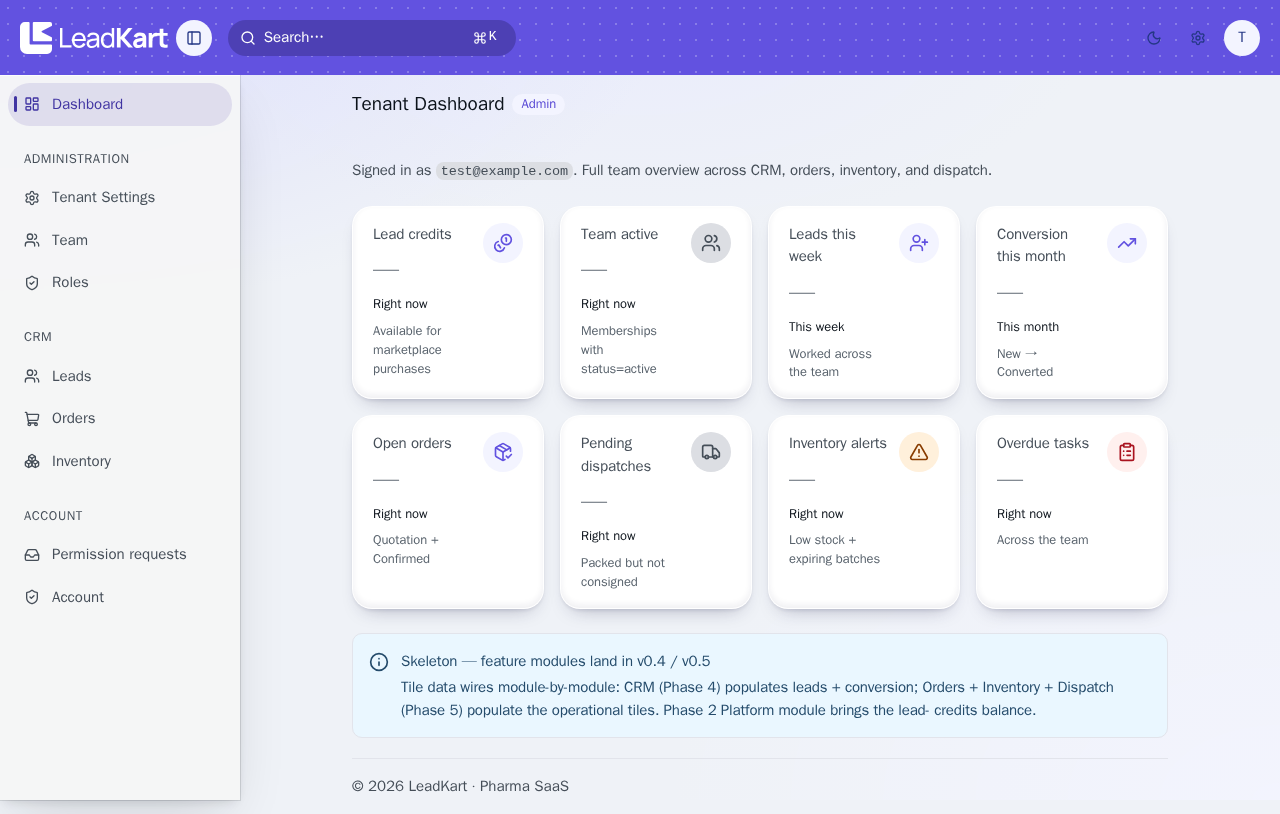 LeadKart
Search…
⌘K
T
Dashboard
ADMINISTRATION
Tenant Settings
Team
Roles
CRM
Leads
Orders
Inventory
ACCOUNT
Permission requests
Account
Tenant Dashboard
Admin
Signed in as test@example.com. Full team overview across CRM, orders, inventory, and dispatch.
Lead credits
—
Right now
Available for
marketplace
purchases
Team active
—
Right now
Memberships
with
status=active
Leads this
week
—
This week
Worked across
the team
Conversion
this month
—
This month
New →
Converted
Open orders
—
Right now
Quotation +
Confirmed
Pending
dispatches
—
Right now
Packed but not
consigned
Inventory alerts
—
Right now
Low stock +
expiring batches
Overdue tasks
—
Right now
Across the team
Skeleton — feature modules land in v0.4 / v0.5
Tile data wires module-by-module: CRM (Phase 4) populates leads + conversion; Orders + Inventory + Dispatch
(Phase 5) populate the operational tiles. Phase 2 Platform module brings the lead- credits balance.
© 2026 LeadKart · Pharma SaaS